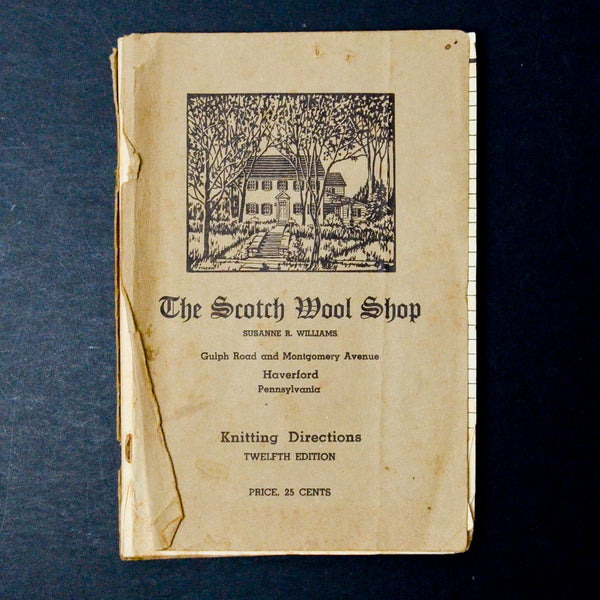 The Scotch Wool Shop
SUSANNE R. WILLIAMS
Gulph Road and Montgomery Avenue
Haverford
Pennsylvania
Knitting Directions
TWELFTH EDITION
PRICE, 25 CENTS